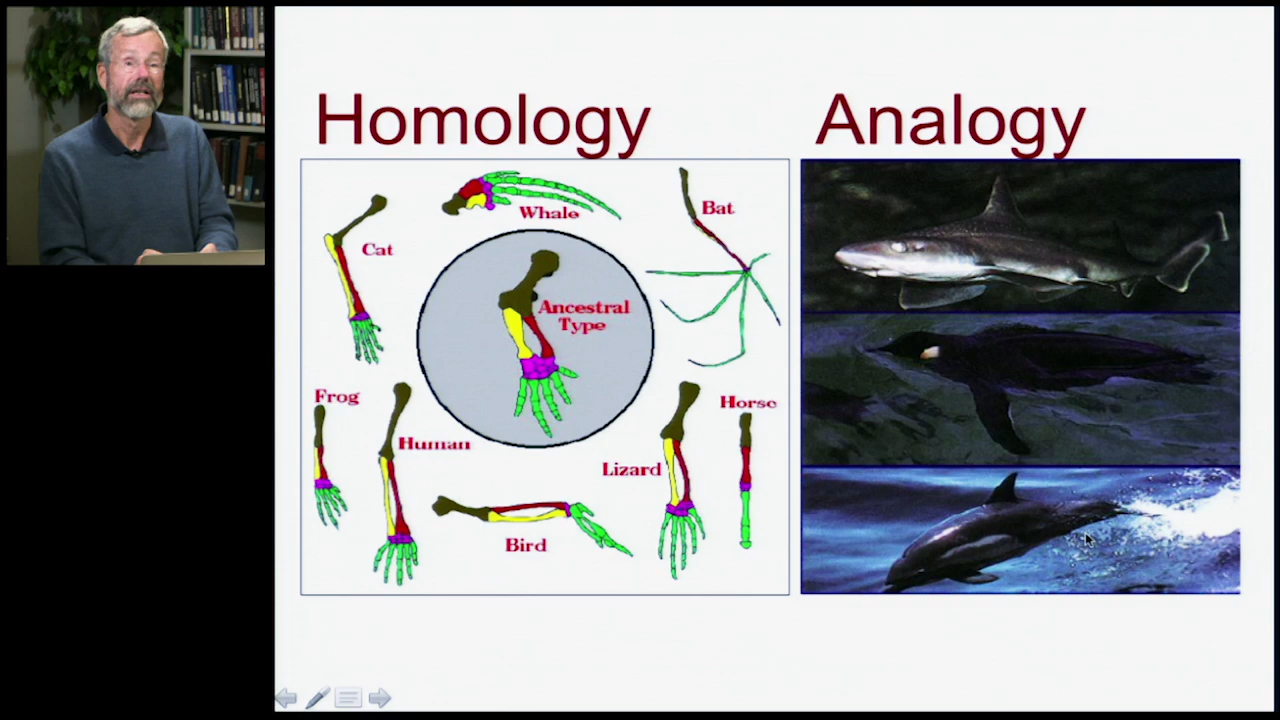 Homology
Analogy
Whale
Bat
Cat
Ancestral
Type
Frog
Human
Horse
Lizard
Bird